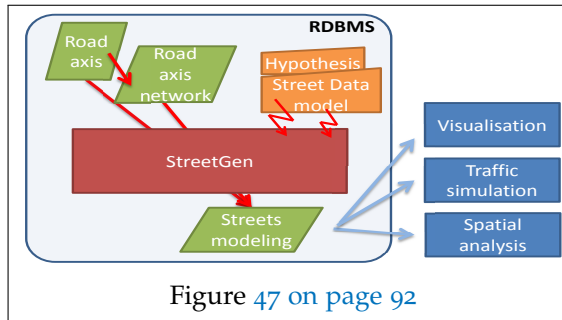 RDBMS
Road
axis
Road
axis
network
Hypothesis
Street Data
model
StreetGen
Streets
modeling
Visualisation
Traffic
simulation
Spatial
analysis
Figure 47 on page 92